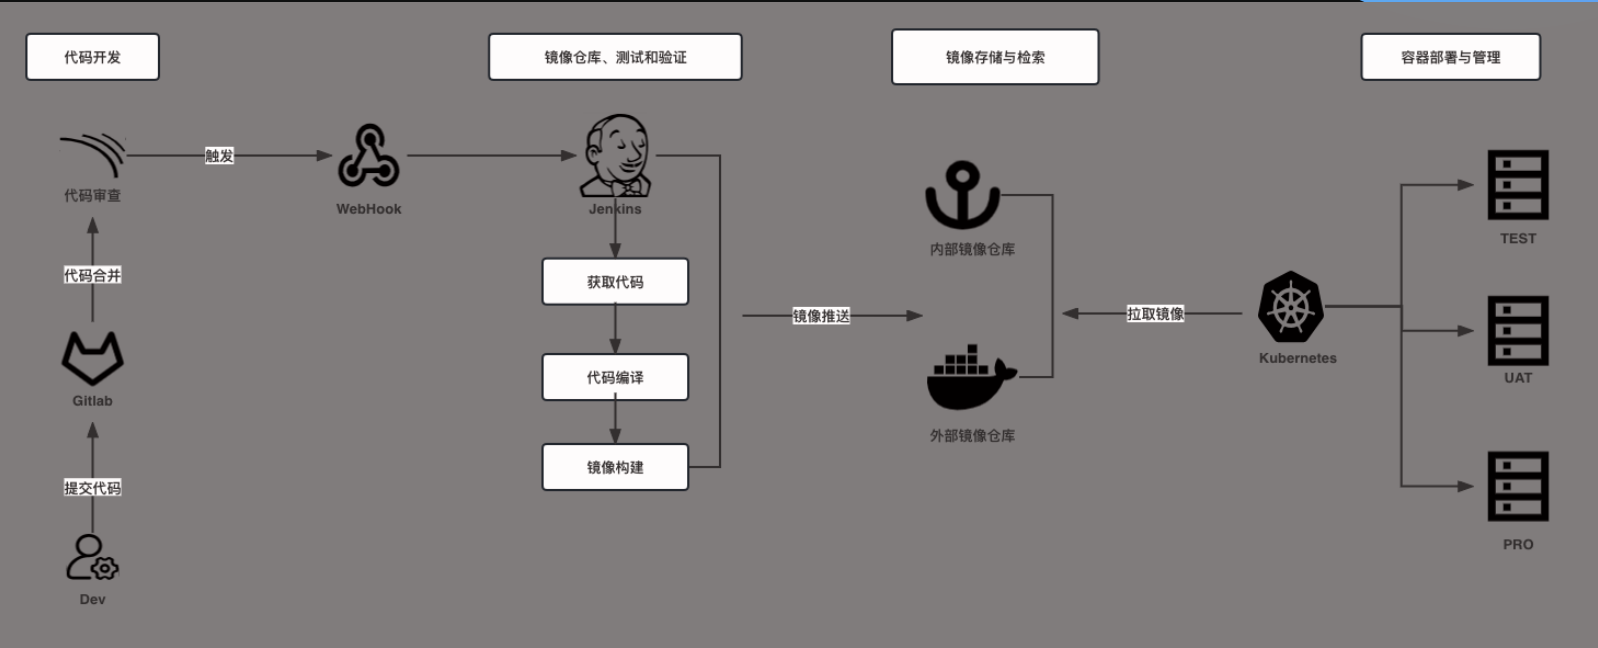 代码开发
镜像仓库、测试和验证
镜像存储与检索
容器部署与管理
代码审查
触发
WebHook
Jenkins
代码合并
Gitlab
提交代码
Dev
获取代码
代码编译
镜像构建
镜像推送
内部镜像仓库
外部镜像仓库
拉取镜像
Kubernetes
TEST
UAT
PRO